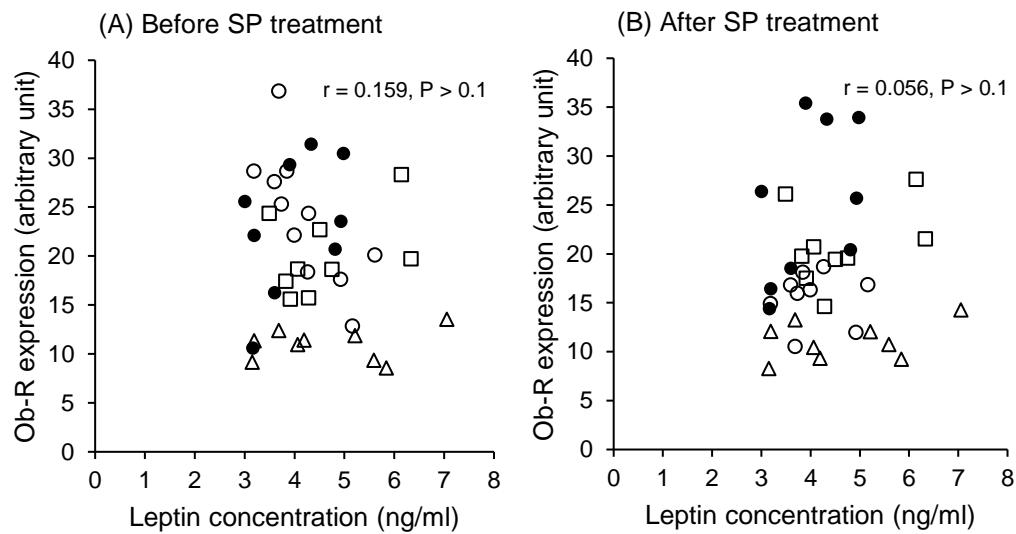 (A) Before SP treatment
r = 0.159, P > 0.1
Ob-R expression (arbitrary unit)
40
35
30
25
20
15
10
5
0
0 1 2 3 4 5 6 7 8
Leptin concentration (ng/ml)
(B) After SP treatment
r = 0.056, P > 0.1
Ob-R expression (arbitrary unit)
40
35
30
25
20
15
10
5
0
0 1 2 3 4 5 6 7 8
Leptin concentration (ng/ml)